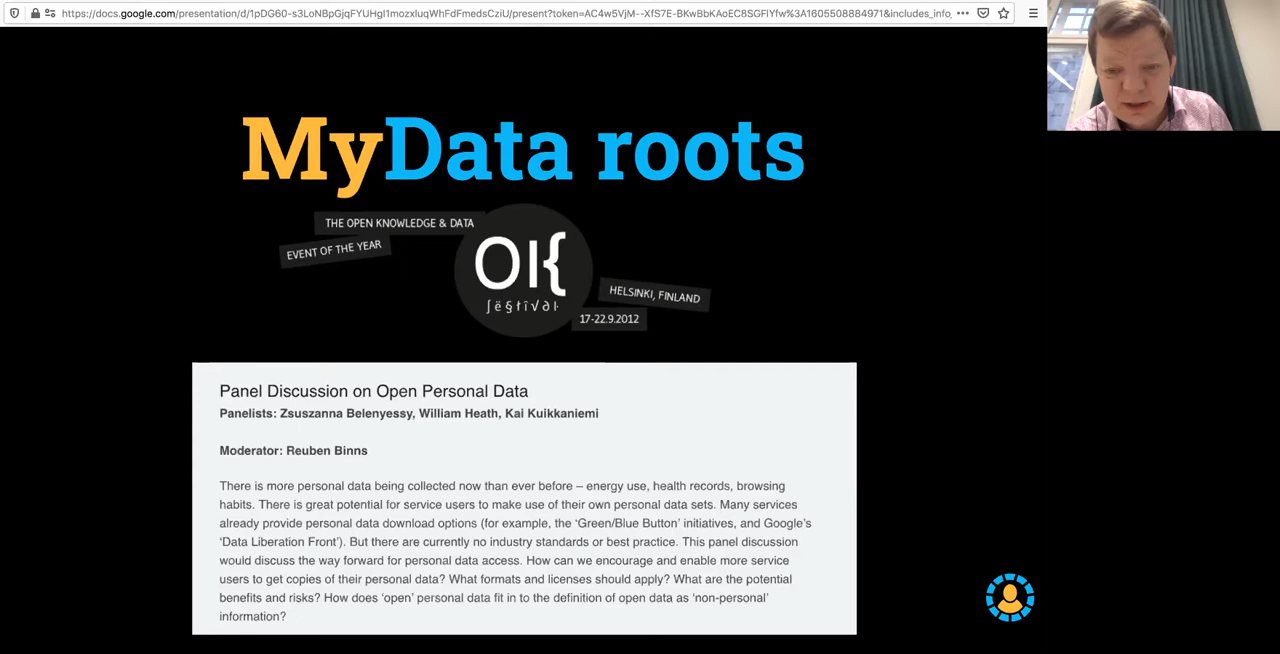 https://docs.google.com/presentation/d/1pDG60-s3LoNBpGjqFYUHgI1mozxluqWhFdFmedsCziU/present?token=AC4w5VjM--XfS7E-BKwBbKAoEC8SGFlYfw%3A1605508884971&includes_info_
MyData roots
THE OPEN KNOWLEDGE & DATA
EVENT OF THE YEAR
OK
HELSINKI, FINLAND
17-22.9.2012
Panel Discussion on Open Personal Data
Panelists: Zsuszanna Belenyessy, William Heath, Kai Kuikkaniemi
Moderator: Reuben Binns
There is more personal data being collected now than ever before – energy use, health records, browsing
habits. There is great potential for service users to make use of their own personal data sets. Many services
already provide personal data download options (for example, the ‘Green/Blue Button’ initiatives, and Google’s
‘Data Liberation Front’). But there are currently no industry standards or best practice. This panel discussion
would discuss the way forward for personal data access. How can we encourage and enable more service
users to get copies of their personal data? What formats and licenses should apply? What are the potential
benefits and risks? How does ‘open’ personal data fit in to the definition of open data as ‘non-personal’
information?